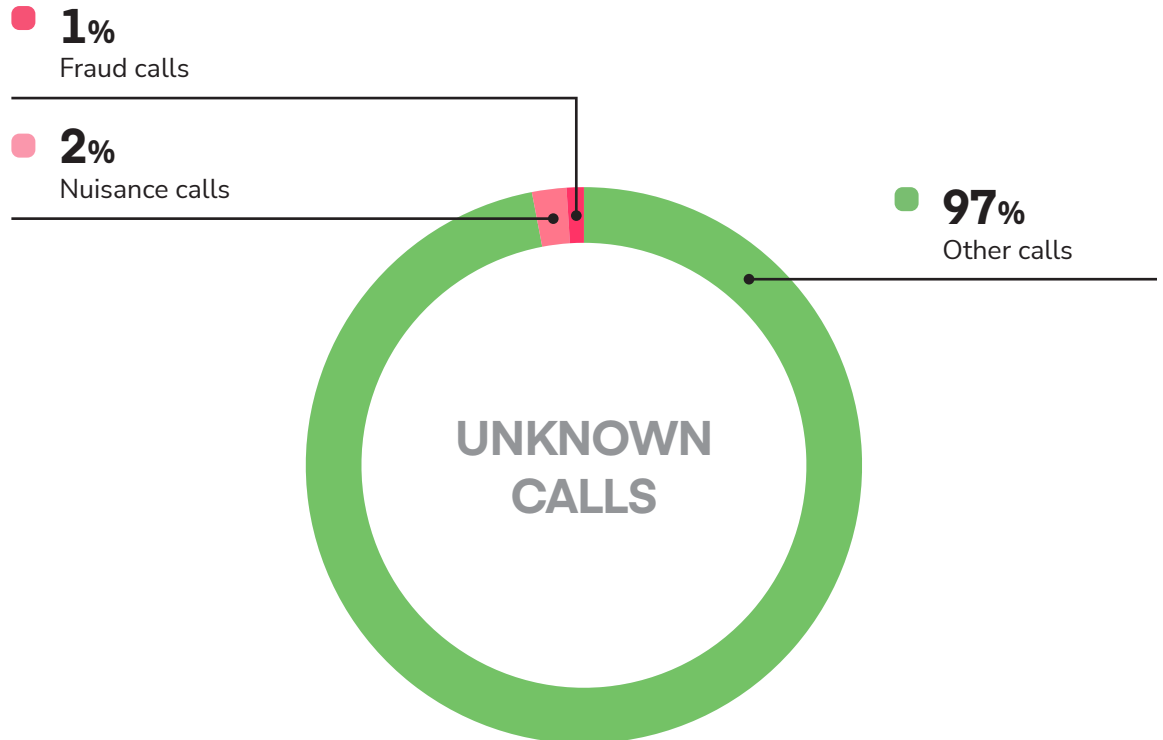 1%
Fraud calls
2%
Nuisance calls
97%
Other calls
UNKNOWN
CALLS